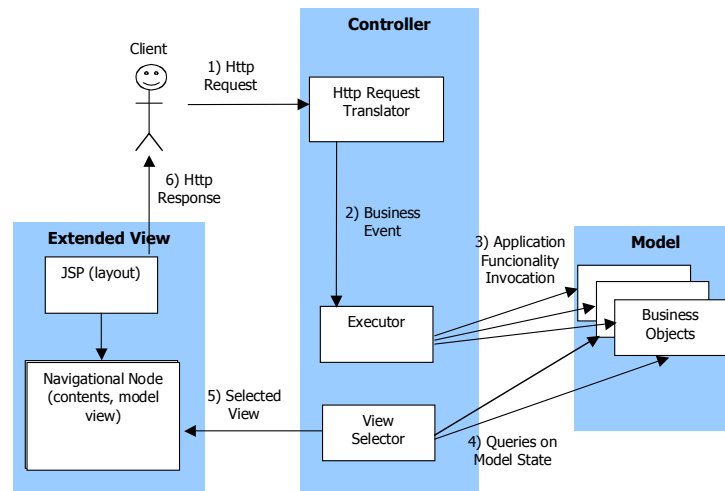 Controller
Client
1) Http
Request
Http Request
Translator
6) Http
Response
2) Business
Event
Extended View
JSP (layout)
3) Application
Funcionality
Invocation
Model
Executor
Business
Objects
Navigational Node
(contents, model
view)
5) Selected
View
View
Selector
4) Queries on
Model State